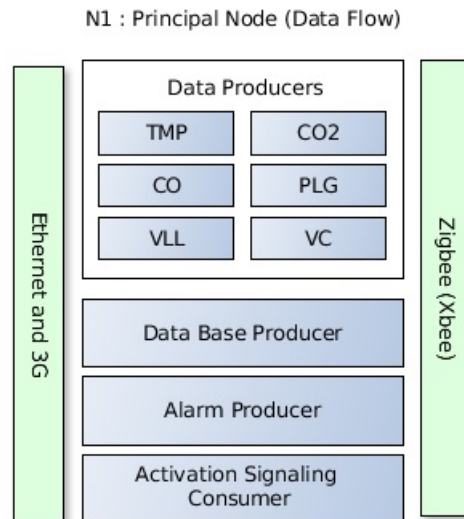 N1 : Principal Node (Data Flow)
Ethernet and 3G
Data Producers
TMP
CO2
CO
PLG
VLL
VC
Data Base Producer
Alarm Producer
Activation Signaling
Consumer
Zigbee (Xbee)